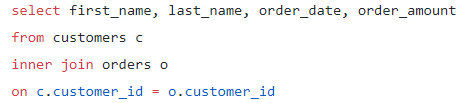 select first_name, last_name, order_date, order_amount
from customers c
inner join orders o
on c.customer_id = o.customer_id